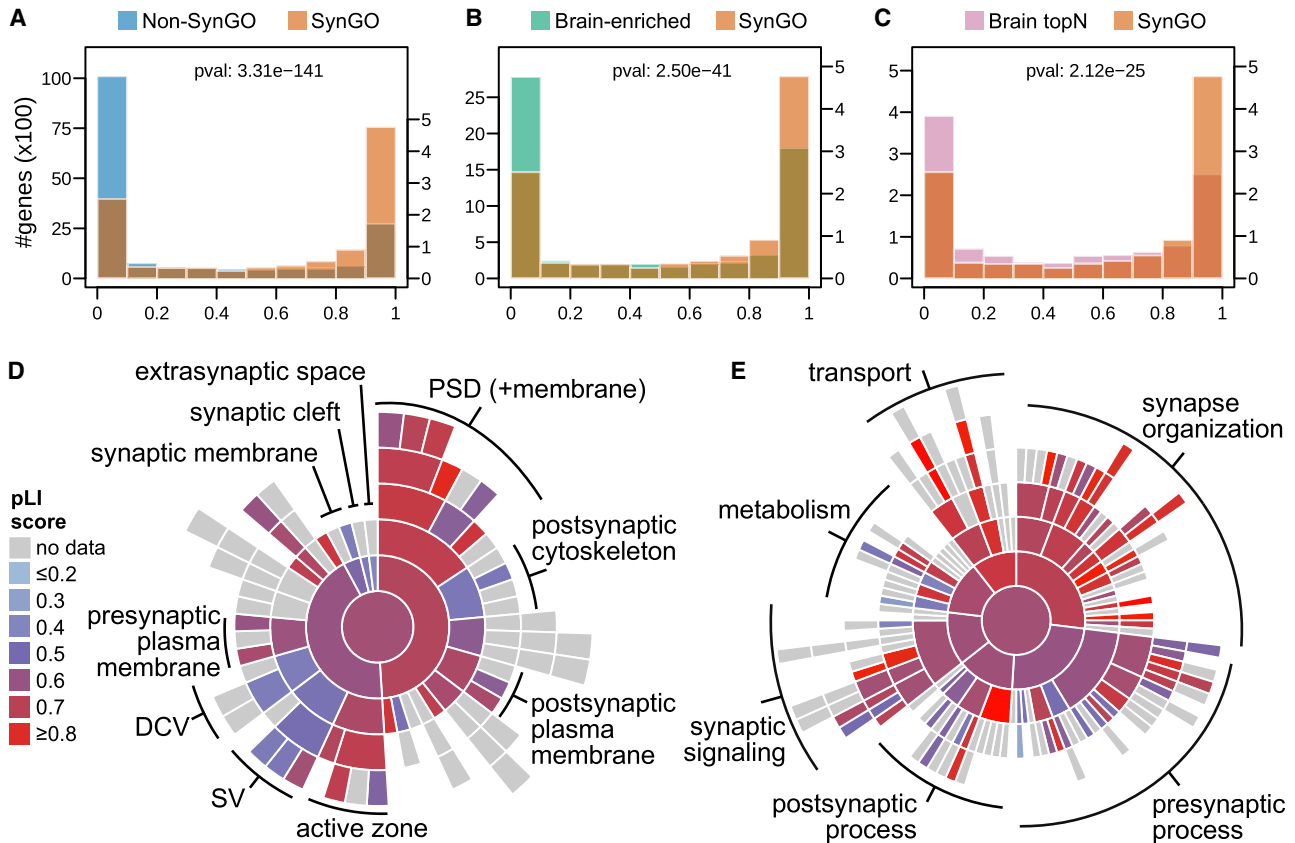 A
Non-SynGO
SynGO
pval: 3.31e−141
#genes (x100)
100
75
50
25
0
5
4
3
2
1
0
0
0.2
0.4
0.6
0.8
1
B
Brain-enriched
SynGO
pval: 2.50e−41
25
20
15
10
5
0
5
4
3
2
1
0
0
0.2
0.4
0.6
0.8
1
C
Brain topN
SynGO
pval: 2.12e−25
5
4
3
2
1
0
5
4
3
2
1
0
0
0.2
0.4
0.6
0.8
1
D
extrasynaptic space
synaptic cleft
synaptic membrane
PSD (+membrane)
postsynaptic
cytoskeleton
postsynaptic
plasma
membrane
active zone
SV
DCV
presynaptic
plasma
membrane
pLI
score
no data
≤0.2
0.3
0.4
0.5
0.6
0.7
≥0.8
E
transport
synapse
organization
metabolism
synaptic
signaling
postsynaptic
process
presynaptic
process